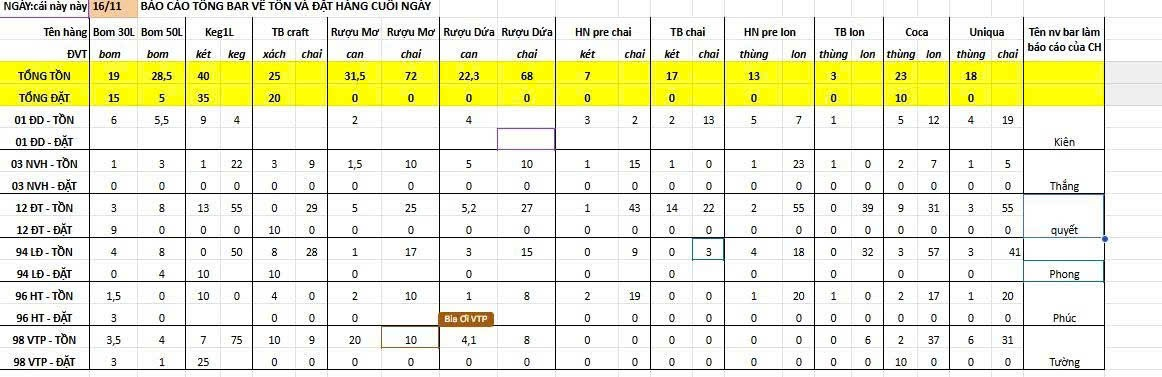 NGÀY:cái này này 16/11 BÁO CÁO TỔNG BAR VỀ TỒN VÀ ĐẶT HÀNG CUỐI NGÀY
Tên hàng Bom 30L Bom 50L Keg1L TB craft Rượu Mơ Rượu Mơ Rượu Dứa Rượu Dứa HN pre chai TB chai HN pre lon TB lon Coca Uniqua Tên nv bar làm
ĐVT bom bom két keg xách chai can chai can chai két chai két chai thùng lon thùng lon thùng lon thùng chai báo cáo của CH
TỔNG TỒN 19 28,5 40 25 31,5 72 22,3 68 7 17 13 3 23 18
TỔNG ĐẶT 15 5 35 20 0 0 0 0 0 0 0 0 10 0
01 ĐD - TỒN 6 5,5 9 4 2 4 3 2 2 13 5 7 1 5 12 4 19
01 ĐD - ĐẶT Kiên
03 NVH - TỒN 1 3 1 22 3 9 1,5 10 5 10 1 15 1 0 1 23 1 0 2 7 1 5
03 NVH - ĐẶT 0 0 0 0 0 0 0 0 0 0 0 0 0 0 0 0 0 0 0 0 0 0 Thắng
12 ĐT - TỒN 3 8 13 55 0 29 5 25 5,2 27 1 43 14 22 2 55 0 39 9 31 3 55
12 ĐT - ĐẶT 9 0 0 0 10 0 0 0 0 0 0 0 0 0 0 0 0 0 0 0 0 0 quyết
94 LĐ - TỒN 4 8 0 50 8 28 1 17 3 15 0 9 0 3 4 18 0 32 3 57 3 41
94 LĐ - ĐẶT 0 4 10 10 0 0 0 0 0 0 0 0 0 0 0 0 0 0 0 0 Phong
96 HT - TỒN 1,5 0 10 0 4 0 2 10 1 8 2 19 0 0 1 20 1 0 2 17 1 20
96 HT - ĐẶT 3 0 0 0 0 Bia Ơi VTP 0 0 0 0 0 0 0 0 0 0 0 0 Phúc
98 VTP - TỒN 3,5 4 7 75 10 9 20 10 4,1 8 0 0 0 0 0 0 0 6 2 37 6 31
98 VTP - ĐẶT 3 1 25 0 0 0 0 0 0 0 0 0 0 0 0 10 0 0 0 Tường